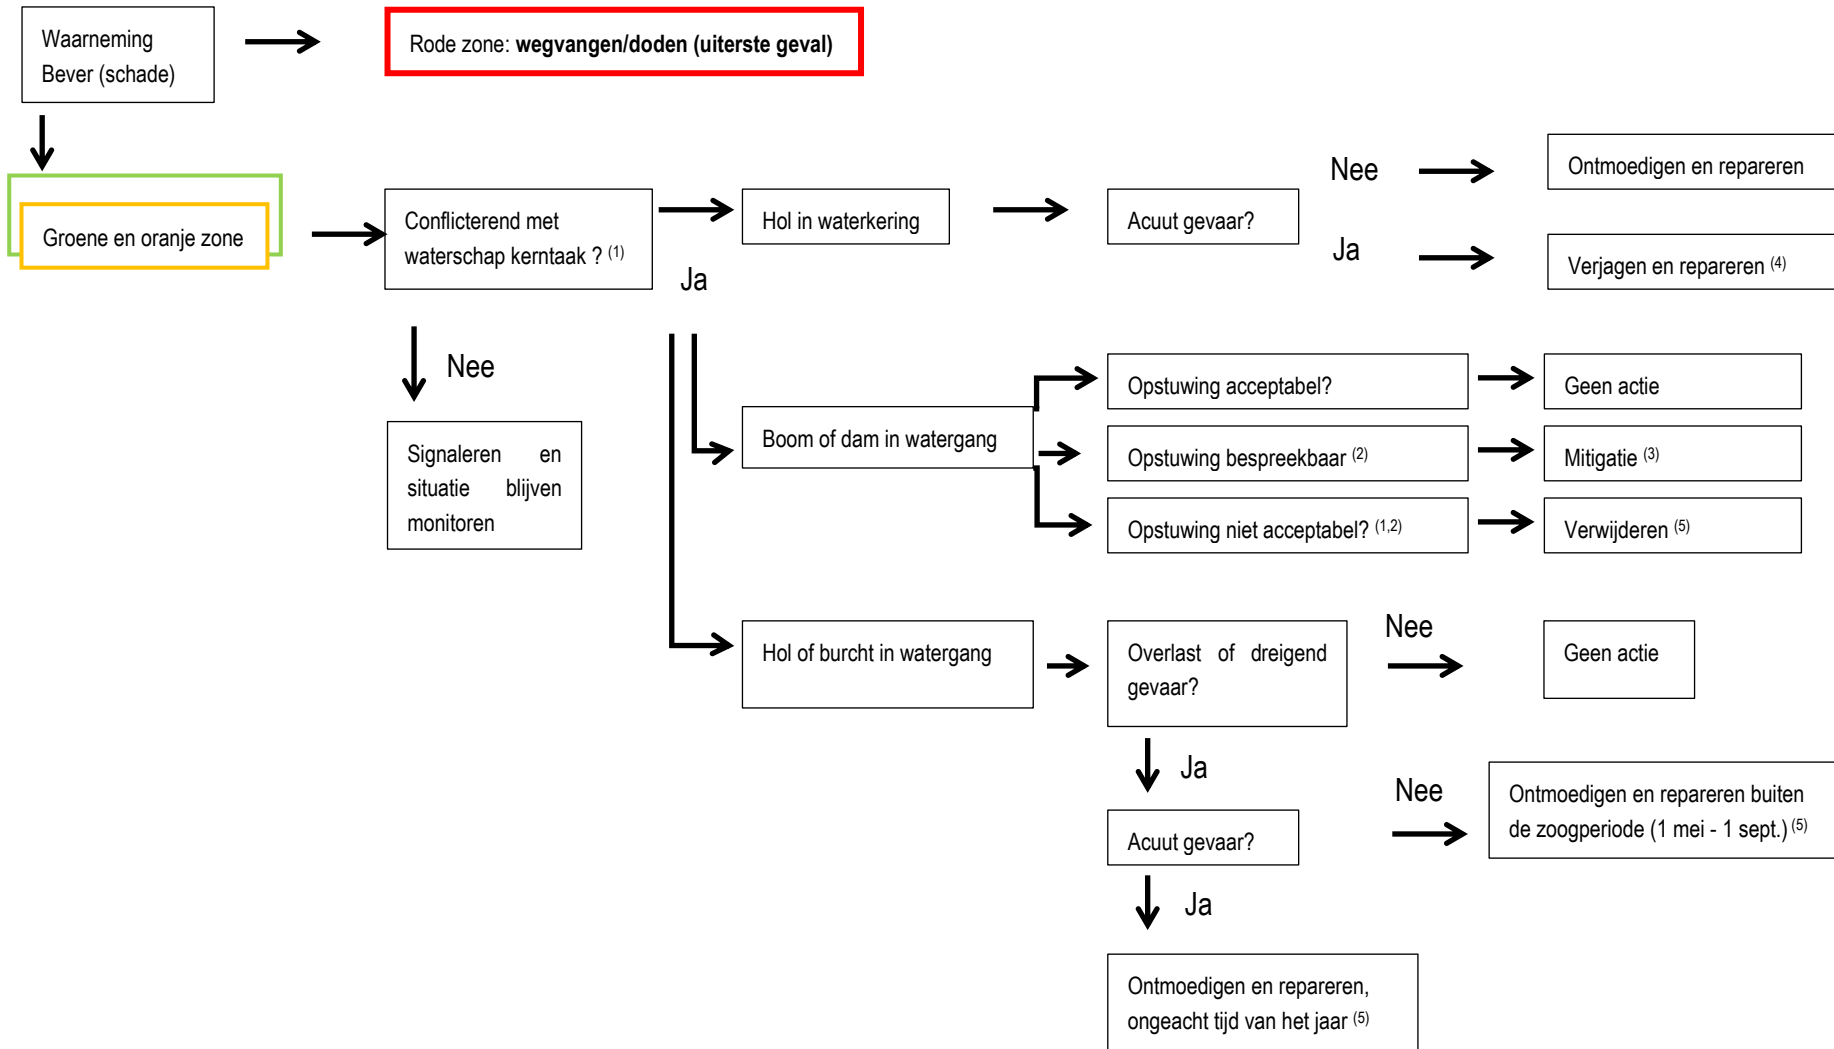 Waarneming
Bever (schade)
Rode zone: wegvangen/doden (uiterste geval)
Groene en oranje zone
Conflicterend met
waterschap kerntaak ? (1)
Ja
Nee
Signaleren en
situatie blijven
monitoren
Hol in waterkering
Acuut gevaar?
Nee
Ontmoedigen en repareren
Ja
Verjagen en repareren (4)
Boom of dam in watergang
Opstuwing acceptabel?
Geen actie
Opstuwing bespreekbaar (2)
Mitigatie (3)
Opstuwing niet acceptabel? (1,2)
Verwijderen (5)
Hol of burcht in watergang
Overlast of dreigend
gevaar?
Nee
Geen actie
Ja
Acuut gevaar?
Nee
Ontmoedigen en repareren buiten
de zoogperiode (1 mei - 1 sept.) (5)
Ja
Ontmoedigen en repareren,
ongeacht tijd van het jaar (5)